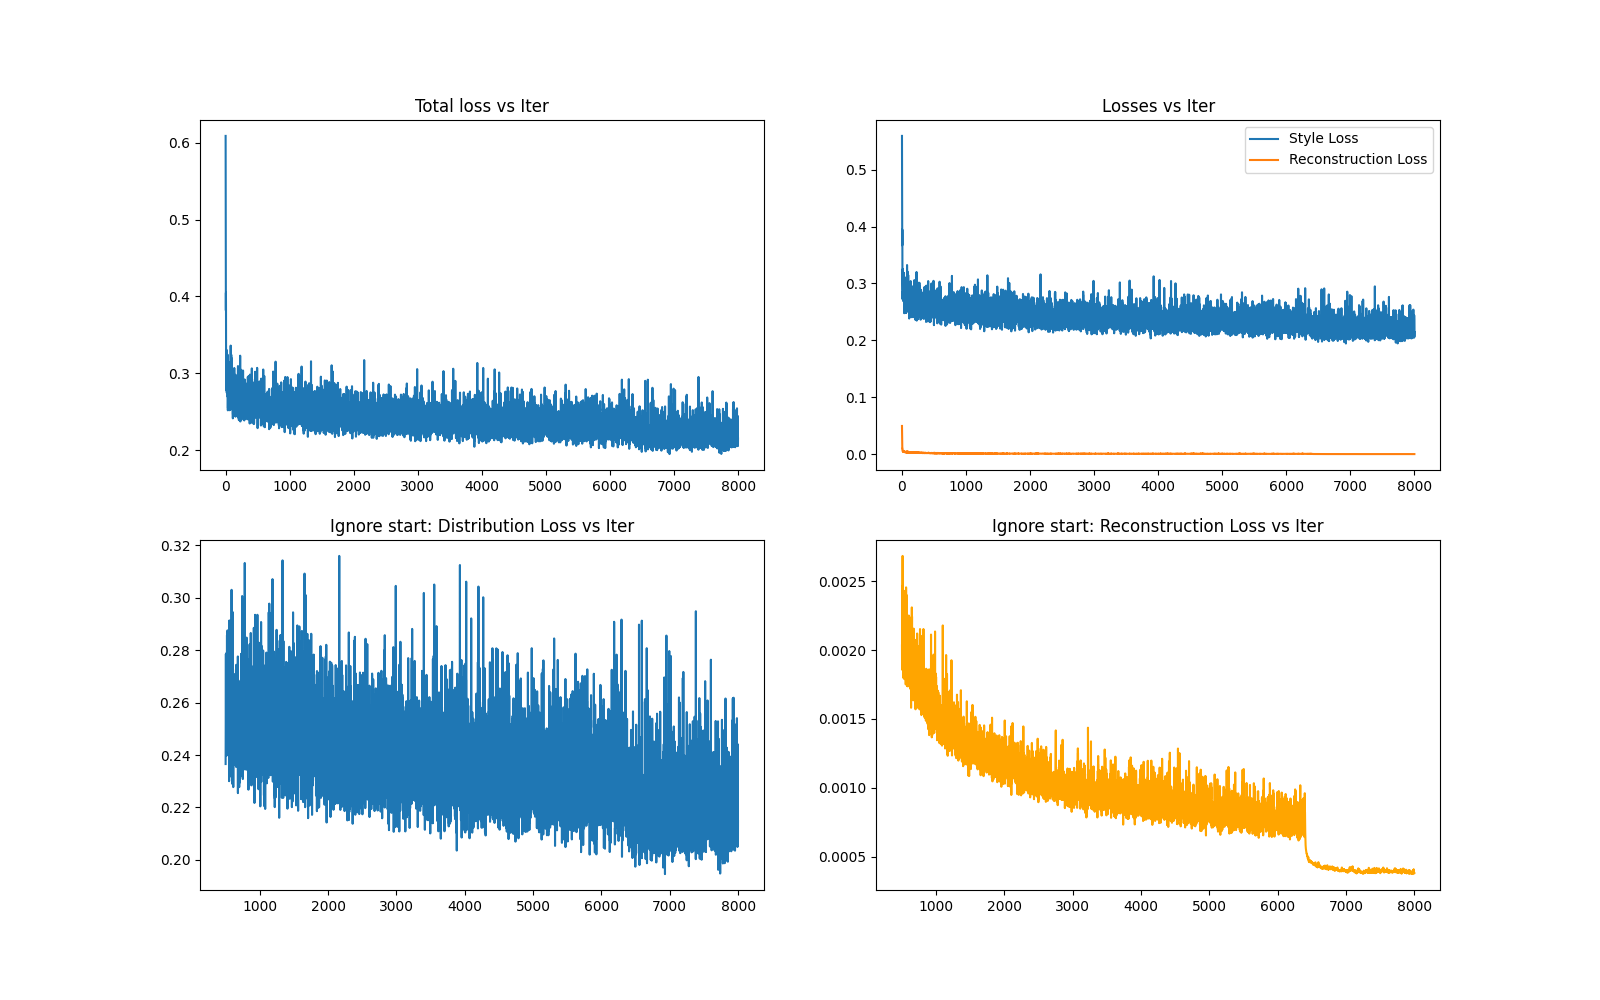 Total loss vs Iter
0.6
0.5
0.4
0.3
0.2
0 1000 2000 3000 4000 5000 6000 7000 8000
Losses vs Iter
Style Loss
Reconstruction Loss
0.5
0.4
0.3
0.2
0.1
0.0
0 1000 2000 3000 4000 5000 6000 7000 8000
Ignore start: Distribution Loss vs Iter
0.32
0.30
0.28
0.26
0.24
0.22
0.20
1000 2000 3000 4000 5000 6000 7000 8000
Ignore start: Reconstruction Loss vs Iter
0.0025
0.0020
0.0015
0.0010
0.0005
1000 2000 3000 4000 5000 6000 7000 8000